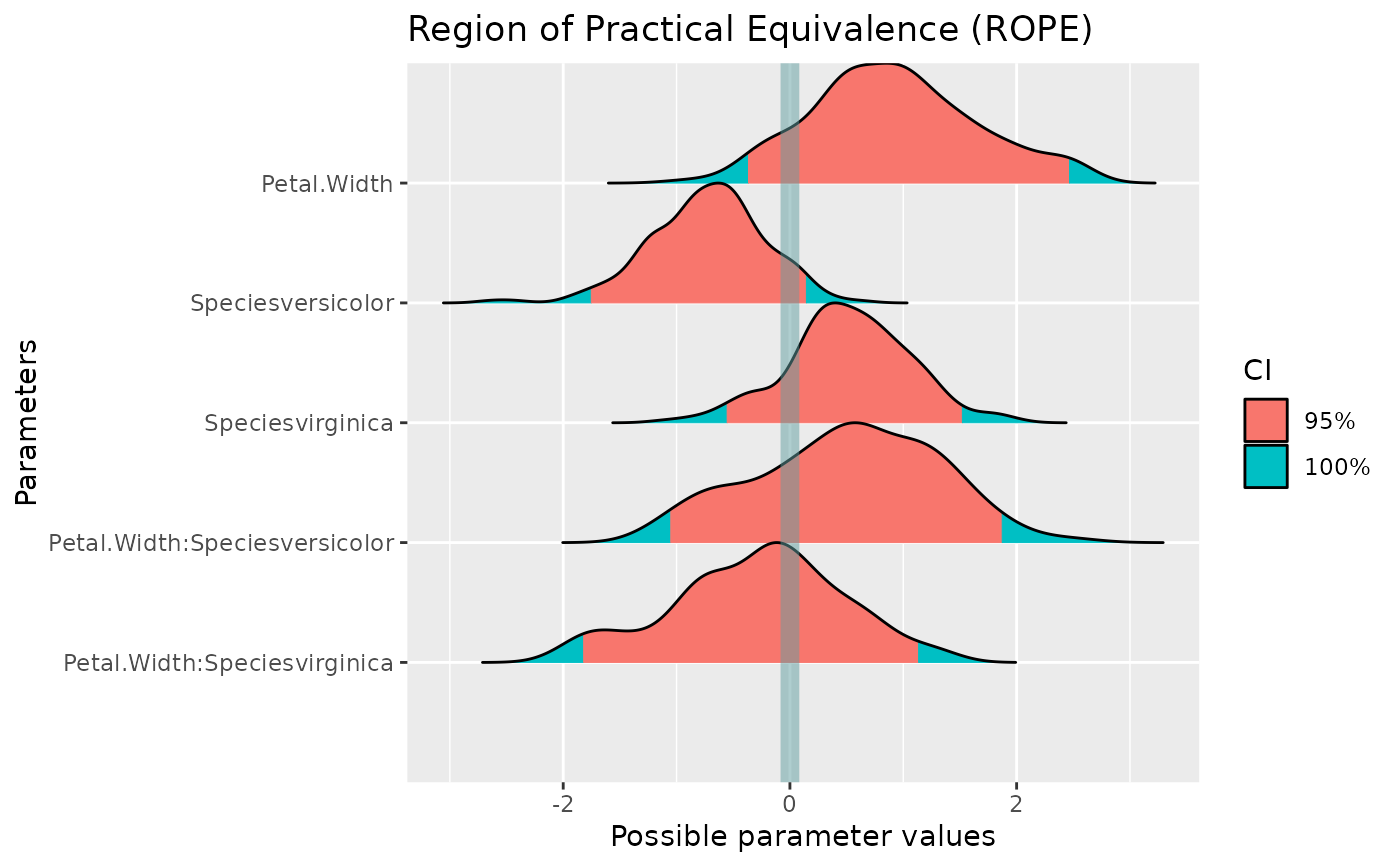 Region of Practical Equivalence (ROPE)
Petal.Width
Speciesversicolor
Speciesvirginica
Petal.Width:Speciesversicolor
Petal.Width:Speciesvirginica
Parameters
-2
0
2
Possible parameter values
CI
95%
100%